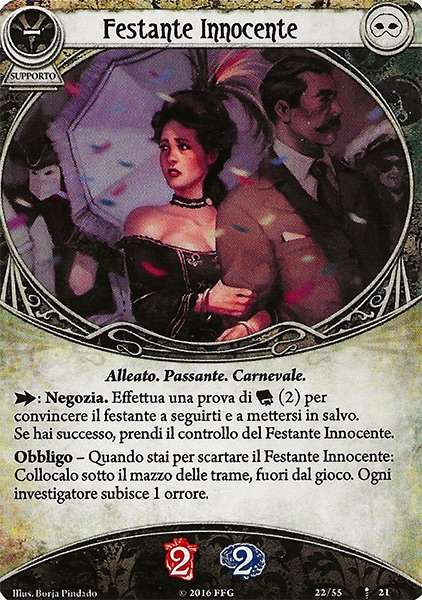 Festante Innocente
SUPPORTO
Alleato. Passante. Carnevale.
: Negozia. Effettua una prova di (2) per
convincere il festante a seguirti e a mettersi in salvo.
Se hai successo, prendi il controllo del Festante Innocente.
Obbligo – Quando stai per scartare il Festante Innocente:
Collocalo sotto il mazzo delle trame, fuori dal gioco. Ogni
investigatore subisce 1 orrore.
2 2
Illus. Borja Pindado © 2016 FFG 22/55 21